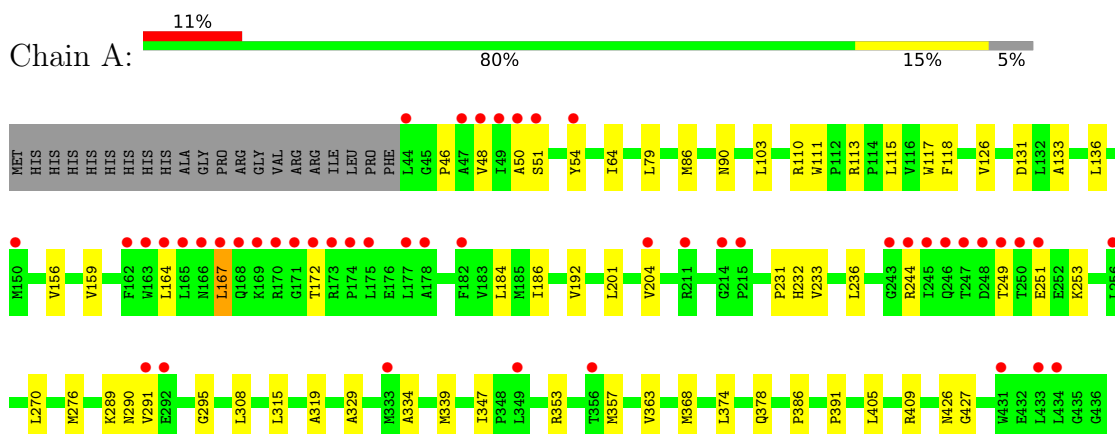 11%
Chain A:
80% 15% 5%
MET HIS HIS HIS HIS HIS HIS HIS HIS ALA GLY PRO ARG GLY VAL ARG ARG ILE LEU PRO PHE L44 G45 P46 A47 V48 I49 A50 S51 Y54 I64 L79 M86 N90 L103 R110 W111 P112 R113 P114 L115 V116 W117 F118 V126 D131 L132 A133 L136
M150 V156 V159 F162 W163 L164 L165 N166 L167 Q168 K169 R170 G171 T172 R173 P174 L175 E176 L177 A178 F182 V183 L184 M185 I186 V192 L201 V204 R211 G214 P215 P231 H232 V233 L236 G243 R244 I245 Q246 T247 D248 T249 T250 E251 E252 K253 L256
L270 M276 K289 N290 V291 E292 G295 L308 L315 A319 A329 M333 A334 M339 I347 P348 L349 R353 T356 M357 V363 M368 L374 Q378 P386 P391 L405 R409 N426 G427 W431 E432 L433 L434 G435 G436